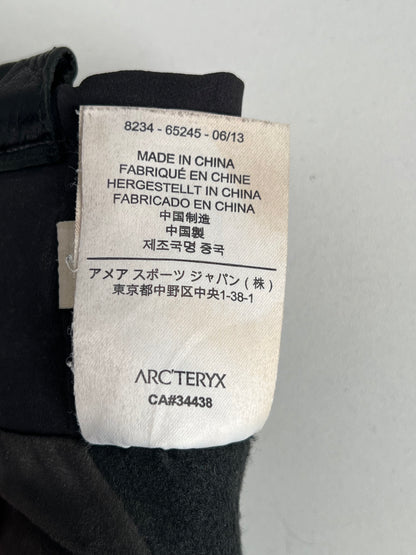 8234 - 65245 - 06/13
MADE IN CHINA
FABRIQUÉ EN CHINE
HERGESTELLT IN CHINA
FABRICADO EN CHINA
中国制造
中国製
제조국명 중국
アメア スポーツ ジャパン ( 株 )
東京都中野区中央1-38-1
ARC'TERYX
CA#34438